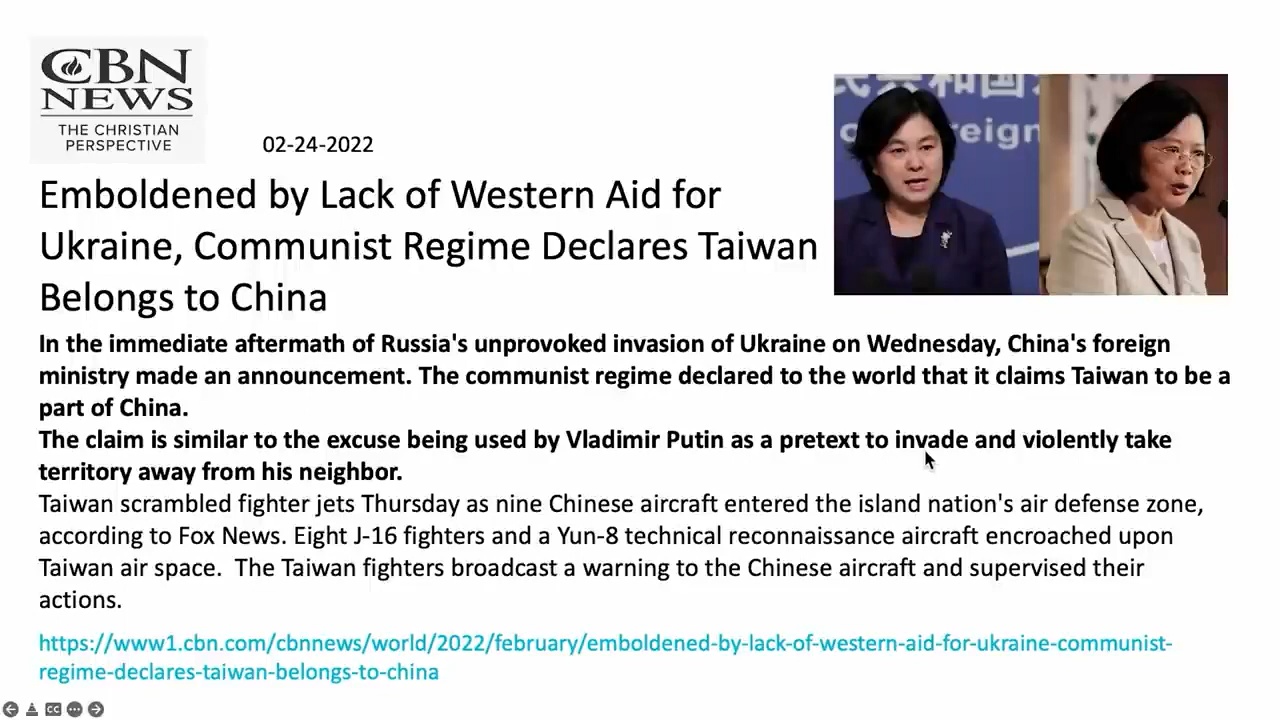 CBN
NEWS
THE CHRISTIAN
PERSPECTIVE
02-24-2022
民共和国
oreign
Emboldened by Lack of Western Aid for
Ukraine, Communist Regime Declares Taiwan
Belongs to China
In the immediate aftermath of Russia's unprovoked invasion of Ukraine on Wednesday, China's foreign
ministry made an announcement. The communist regime declared to the world that it claims Taiwan to be a
part of China.
The claim is similar to the excuse being used by Vladimir Putin as a pretext to invade and violently take
territory away from his neighbor.
Taiwan scrambled fighter jets Thursday as nine Chinese aircraft entered the island nation's air defense zone,
according to Fox News. Eight J-16 fighters and a Yun-8 technical reconnaissance aircraft encroached upon
Taiwan air space.  The Taiwan fighters broadcast a warning to the Chinese aircraft and supervised their
actions.
https://www1.cbn.com/cbnnews/world/2022/february/emboldened-by-lack-of-western-aid-for-ukraine-communist-
regime-declares-taiwan-belongs-to-china
CC